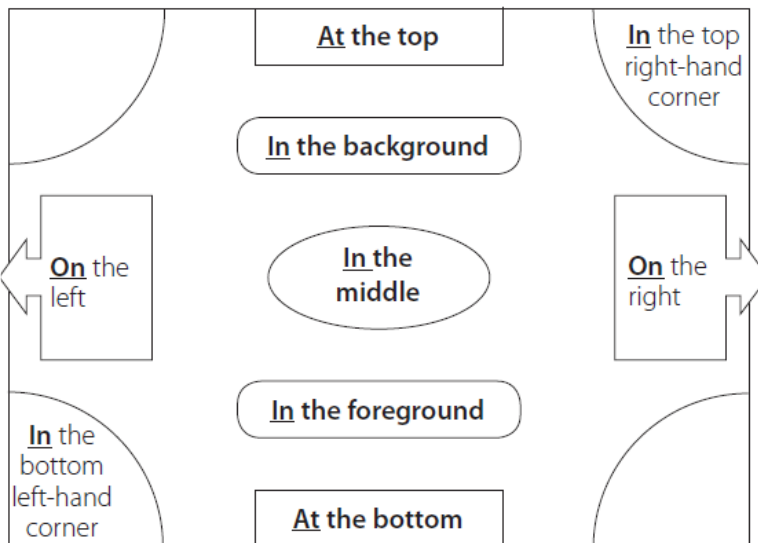 At the top
In the top
right-hand
corner
In the background
On the
left
In the
middle
On the
right
In the foreground
In the
bottom
left-hand
corner
At the bottom